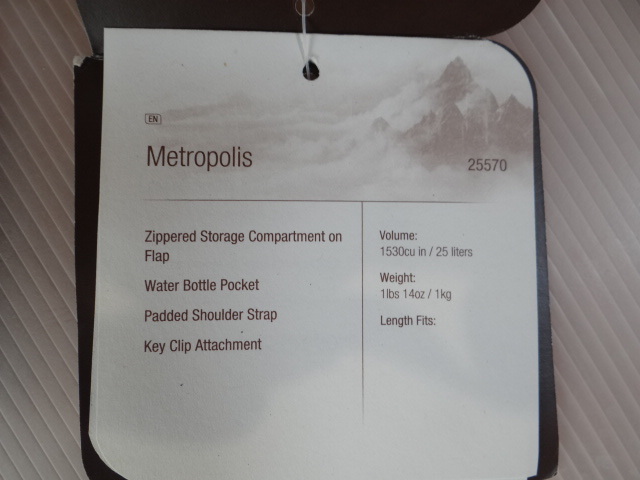 EN
Metropolis
25570
Zippered Storage Compartment on
Flap
Water Bottle Pocket
Padded Shoulder Strap
Key Clip Attachment
Volume:
1530cu in / 25 liters
Weight:
1lbs 14oz / 1kg
Length Fits: